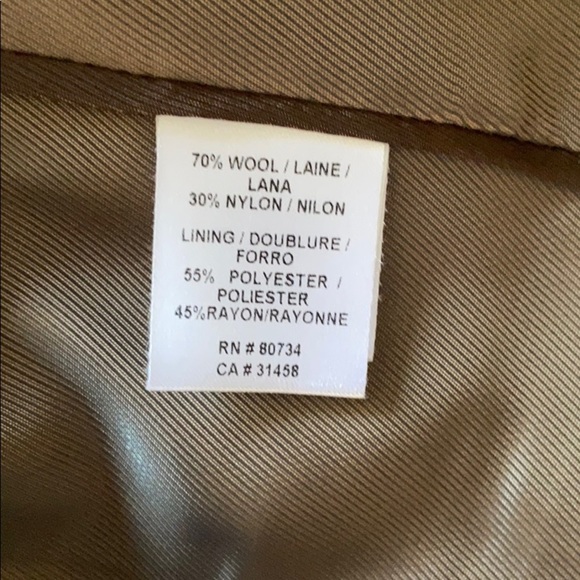 70% WOOL / LAINE /
LANA
30% NYLON / NILON
LINING / DOUBLURE /
FORRO
55% POLYESTER /
POLIESTER
45%RAYON/RAYONNE
RN # 80734
CA # 31458